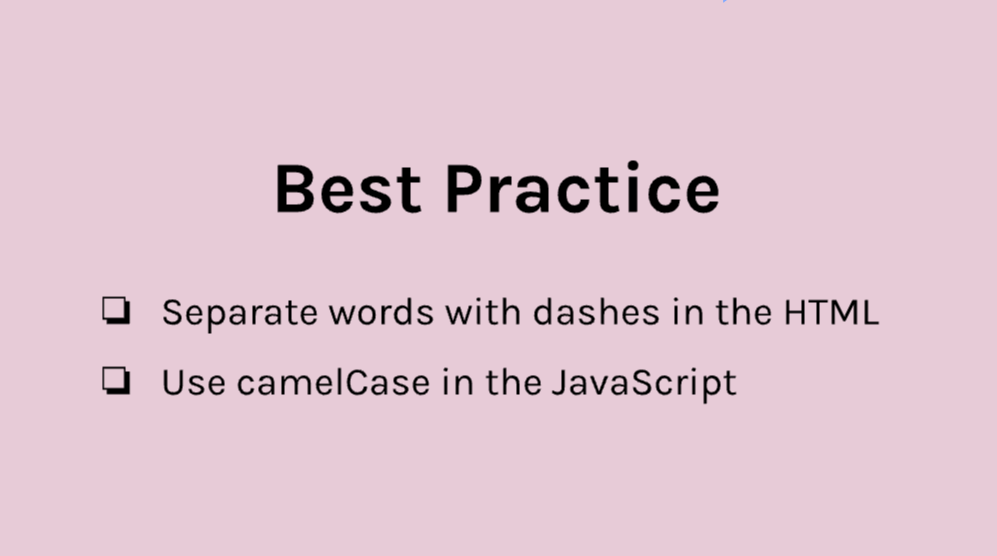 Best Practice
❏ Separate words with dashes in the HTML
❏ Use camelCase in the JavaScript